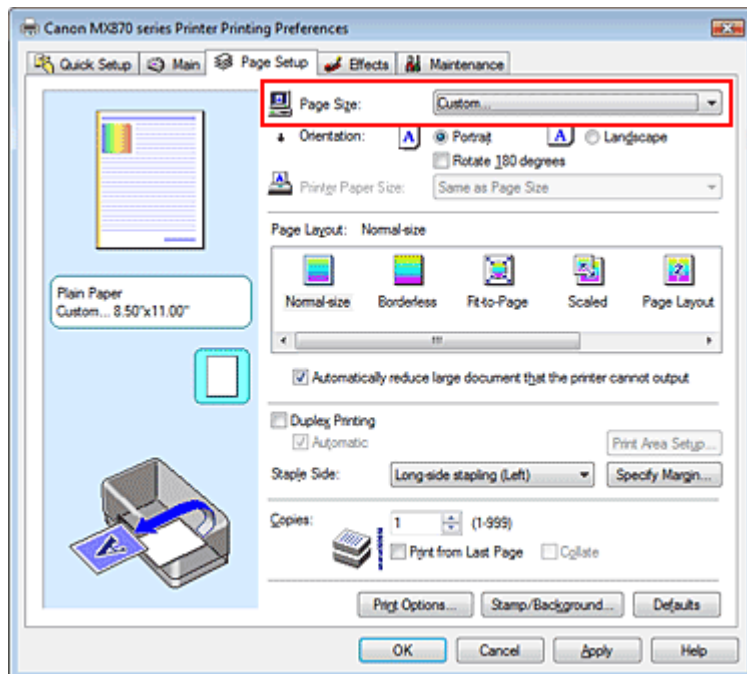 Canon MX870 series Printer Printing Preferences
Quick Setup Main Page Setup Effects Maintenance
Page Size: Custom...
Orientation: A Portrait A Landscape
Rotate 180 degrees
Printer Paper Size: Same as Page Size
Page Layout: Normal-size
Normal-size Borderless Fit-to-Page Scaled Page Layout
Plain Paper
Custom... 8.50"x11.00"
Automatically reduce large document that the printer cannot output
Duplex Printing
Automatic Print Area Setup...
Staple Side: Long-side stapling (Left) Specify Margin...
Copies: 1 (1-999)
Print from Last Page Collate
Print Options... Stamp/Background... Defaults
OK Cancel Apply Help